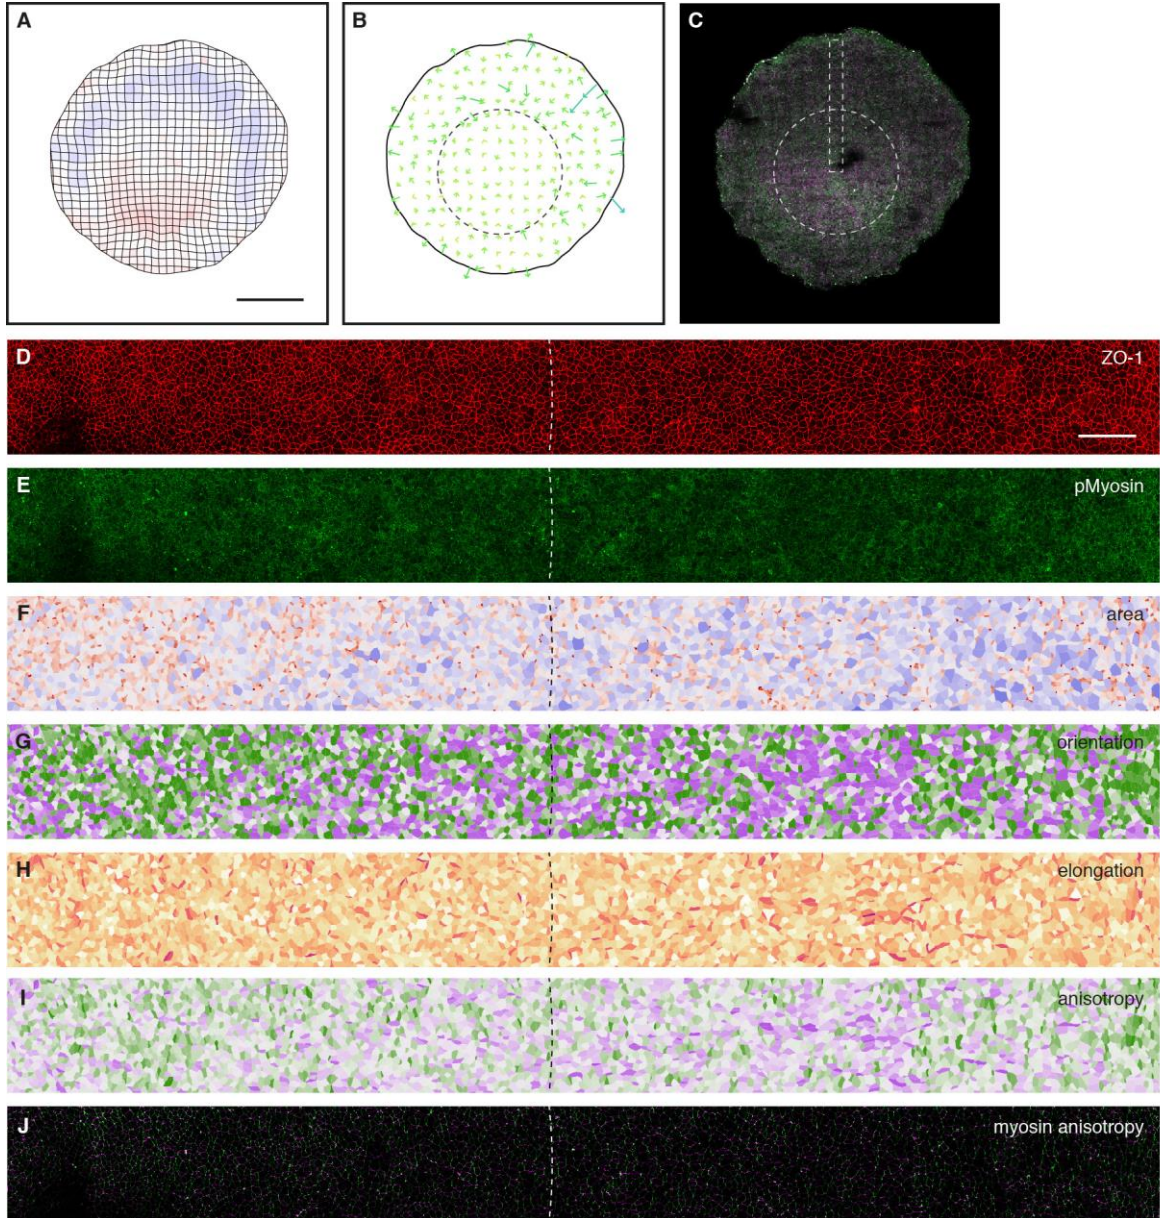 A
B
C
D
ZO-1
E
pMyosin
F
area
G
orientation
H
elongation
I
anisotropy
J
myosin anisotropy